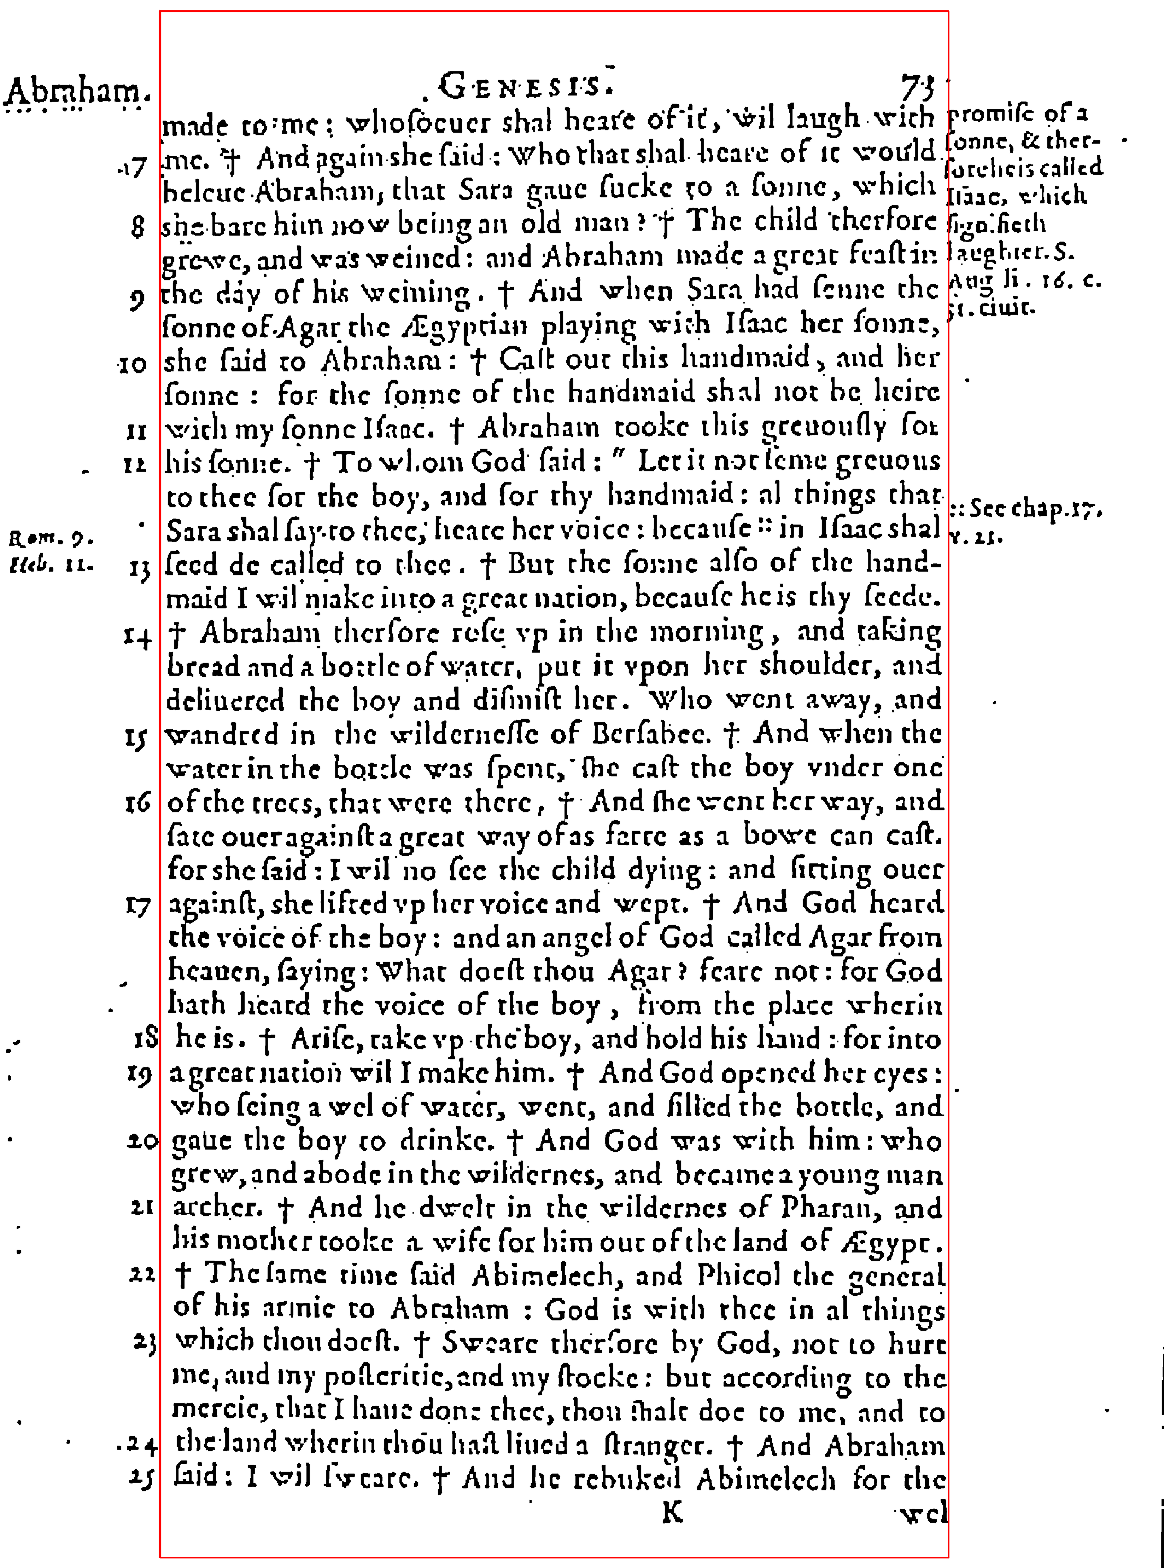 Abraham. GENESIS. 73
made to me: whosoeuer shal heare of it, wil laugh with
17 me. † And againe she ſaid: Who that shal heare of it would
beleue Abraham, that Sara gaue ſucke to a ſonne, which
8 she bare him now being an old man? † The child therfore
grewe, and was weined: and Abraham made a great feaſt in
9 the day of his weining. † And when Sara had ſenne the
ſonne of Agar the Ægyptian playing with Iſaac her ſonne,
10 she ſaid to Abraham: † Caſt out this handmaid, and her
ſonne: for the ſonne of the handmaid shal not be heire
11 with my ſonne Iſaac. † Abraham tooke this greuouſly for
12 his ſonne. † To whom God ſaid: " Let it not ſeme greuous
to thee for the boy, and for thy handmaid: al things that
Sara shal ſay to thee, heare her voice: becauſe :: in Iſaac shal
13 ſeed de called to thee. † But the ſonne alſo of the hand-
maid I wil make into a great nation, becauſe he is thy ſeede.
14 † Abraham therfore roſe vp in the morning, and taking
bread and a bottle of water, put it vpon her shoulder, and
deliuered the boy and diſmiſt her. Who went away, and
15 wandred in the wilderneſſe of Berſabee. † And when the
water in the bottle was ſpent, ſhe caſt the boy vnder one
16 of the trees, that were there, † And ſhe went her way, and
ſate ouer againſt a great way of as farre as a bowe can caſt.
for she ſaid: I wil no ſee the child dying: and ſitting ouer
17 againſt, she lifted vp her voice and wept. † And God heard
the voice of the boy: and an angel of God called Agar from
heauen, ſaying: What doeſt thou Agar? feare not: for God
hath heard the voice of the boy, from the place wherin
18 he is. † Ariſe, take vp the boy, and hold his hand: for into
19 a great nation wil I make him. † And God opened her eyes:
who ſeing a wel of water, went, and filled the bottle, and
20 gaue the boy to drinke. † And God was with him: who
grew, and abode in the wildernes, and became a young man
21 archer. † And he dwelt in the wildernes of Pharan, and
his mother tooke a wife for him out of the land of Ægypt.
22 † The ſame time ſaid Abimelech, and Phicol the general
of his armie to Abraham: God is with thee in al things
23 which thou doeſt. † Sweare therfore by God, not to hurt
me, and my poſteritie, and my ſtocke: but according to the
mercie, that I haue done thee, thou ſhalt doe to me, and to
24 the land wherin thou haſt liued a ſtranger. † And Abraham
25 ſaid: I wil ſweare. † And he rebuked Abimelech for the
K wel
promiſe of a
ſonne, & ther-
fore he is called
Iſaac, which
ſignifieth
laughter. S.
Aug li. 16. c.
31. ciuit.
:: See chap. 17.
v. 21.
Rom. 9.
Heb. 11.